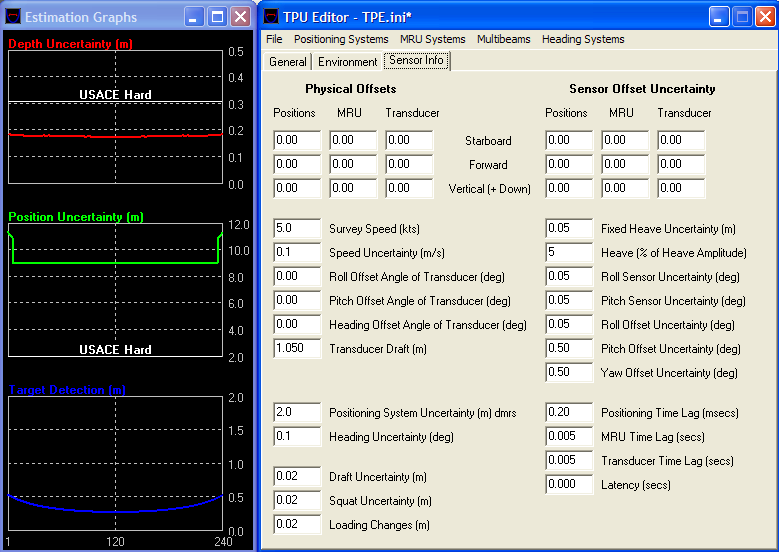 Estimation Graphs
Depth Uncertainty (m)
0.5
0.4
USACE Hard
0.3
0.2
0.1
0.0
Position Uncertainty (m)
12.0
10.0
8.0
6.0
4.0
USACE Hard
2.0
Target Detection (m)
2.0
1.5
1.0
0.5
0.0
1 120 240
TPU Editor - TPE.ini*
File Positioning Systems MRU Systems Multibeams Heading Systems
General Environment Sensor Info
Physical Offsets Sensor Offset Uncertainty
Positions MRU Transducer Positions MRU Transducer
0.00 0.00 0.00 Starboard 0.00 0.00 0.00
0.00 0.00 0.00 Forward 0.00 0.00 0.00
0.00 0.00 0.00 Vertical (+ Down) 0.00 0.00 0.00
5.0 Survey Speed (kts) 0.05 Fixed Heave Uncertainty (m)
0.1 Speed Uncertainty (m/s) 5 Heave (% of Heave Amplitude)
0.00 Roll Offset Angle of Transducer (deg) 0.05 Roll Sensor Uncertainty (deg)
0.00 Pitch Offset Angle of Transducer (deg) 0.05 Pitch Sensor Uncertainty (deg)
0.00 Heading Offset Angle of Transducer (deg) 0.05 Roll Offset Uncertainty (deg)
1.050 Transducer Draft (m) 0.50 Pitch Offset Uncertainty (deg)
0.50 Yaw Offset Uncertainty (deg)
2.0 Positioning System Uncertainty (m) dmrs 0.20 Positioning Time Lag (msecs)
0.1 Heading Uncertainty (deg) 0.005 MRU Time Lag (secs)
0.005 Transducer Time Lag (secs)
0.02 Draft Uncertainty (m) 0.000 Latency (secs)
0.02 Squat Uncertainty (m)
0.02 Loading Changes (m)